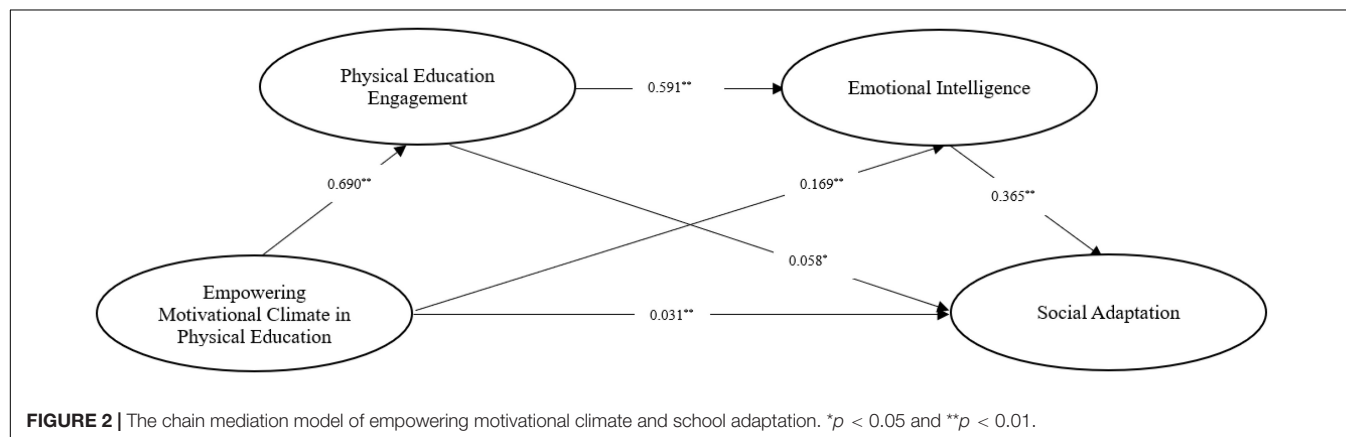 Physical Education
Engagement
0.591**
Emotional Intelligence
0.690**
0.169**
0.365**
0.058*
Empowering
Motivational Climate in
Physical Education
0.031**
Social Adaptation
FIGURE 2 | The chain mediation model of empowering motivational climate and school adaptation. *p < 0.05 and **p < 0.01.